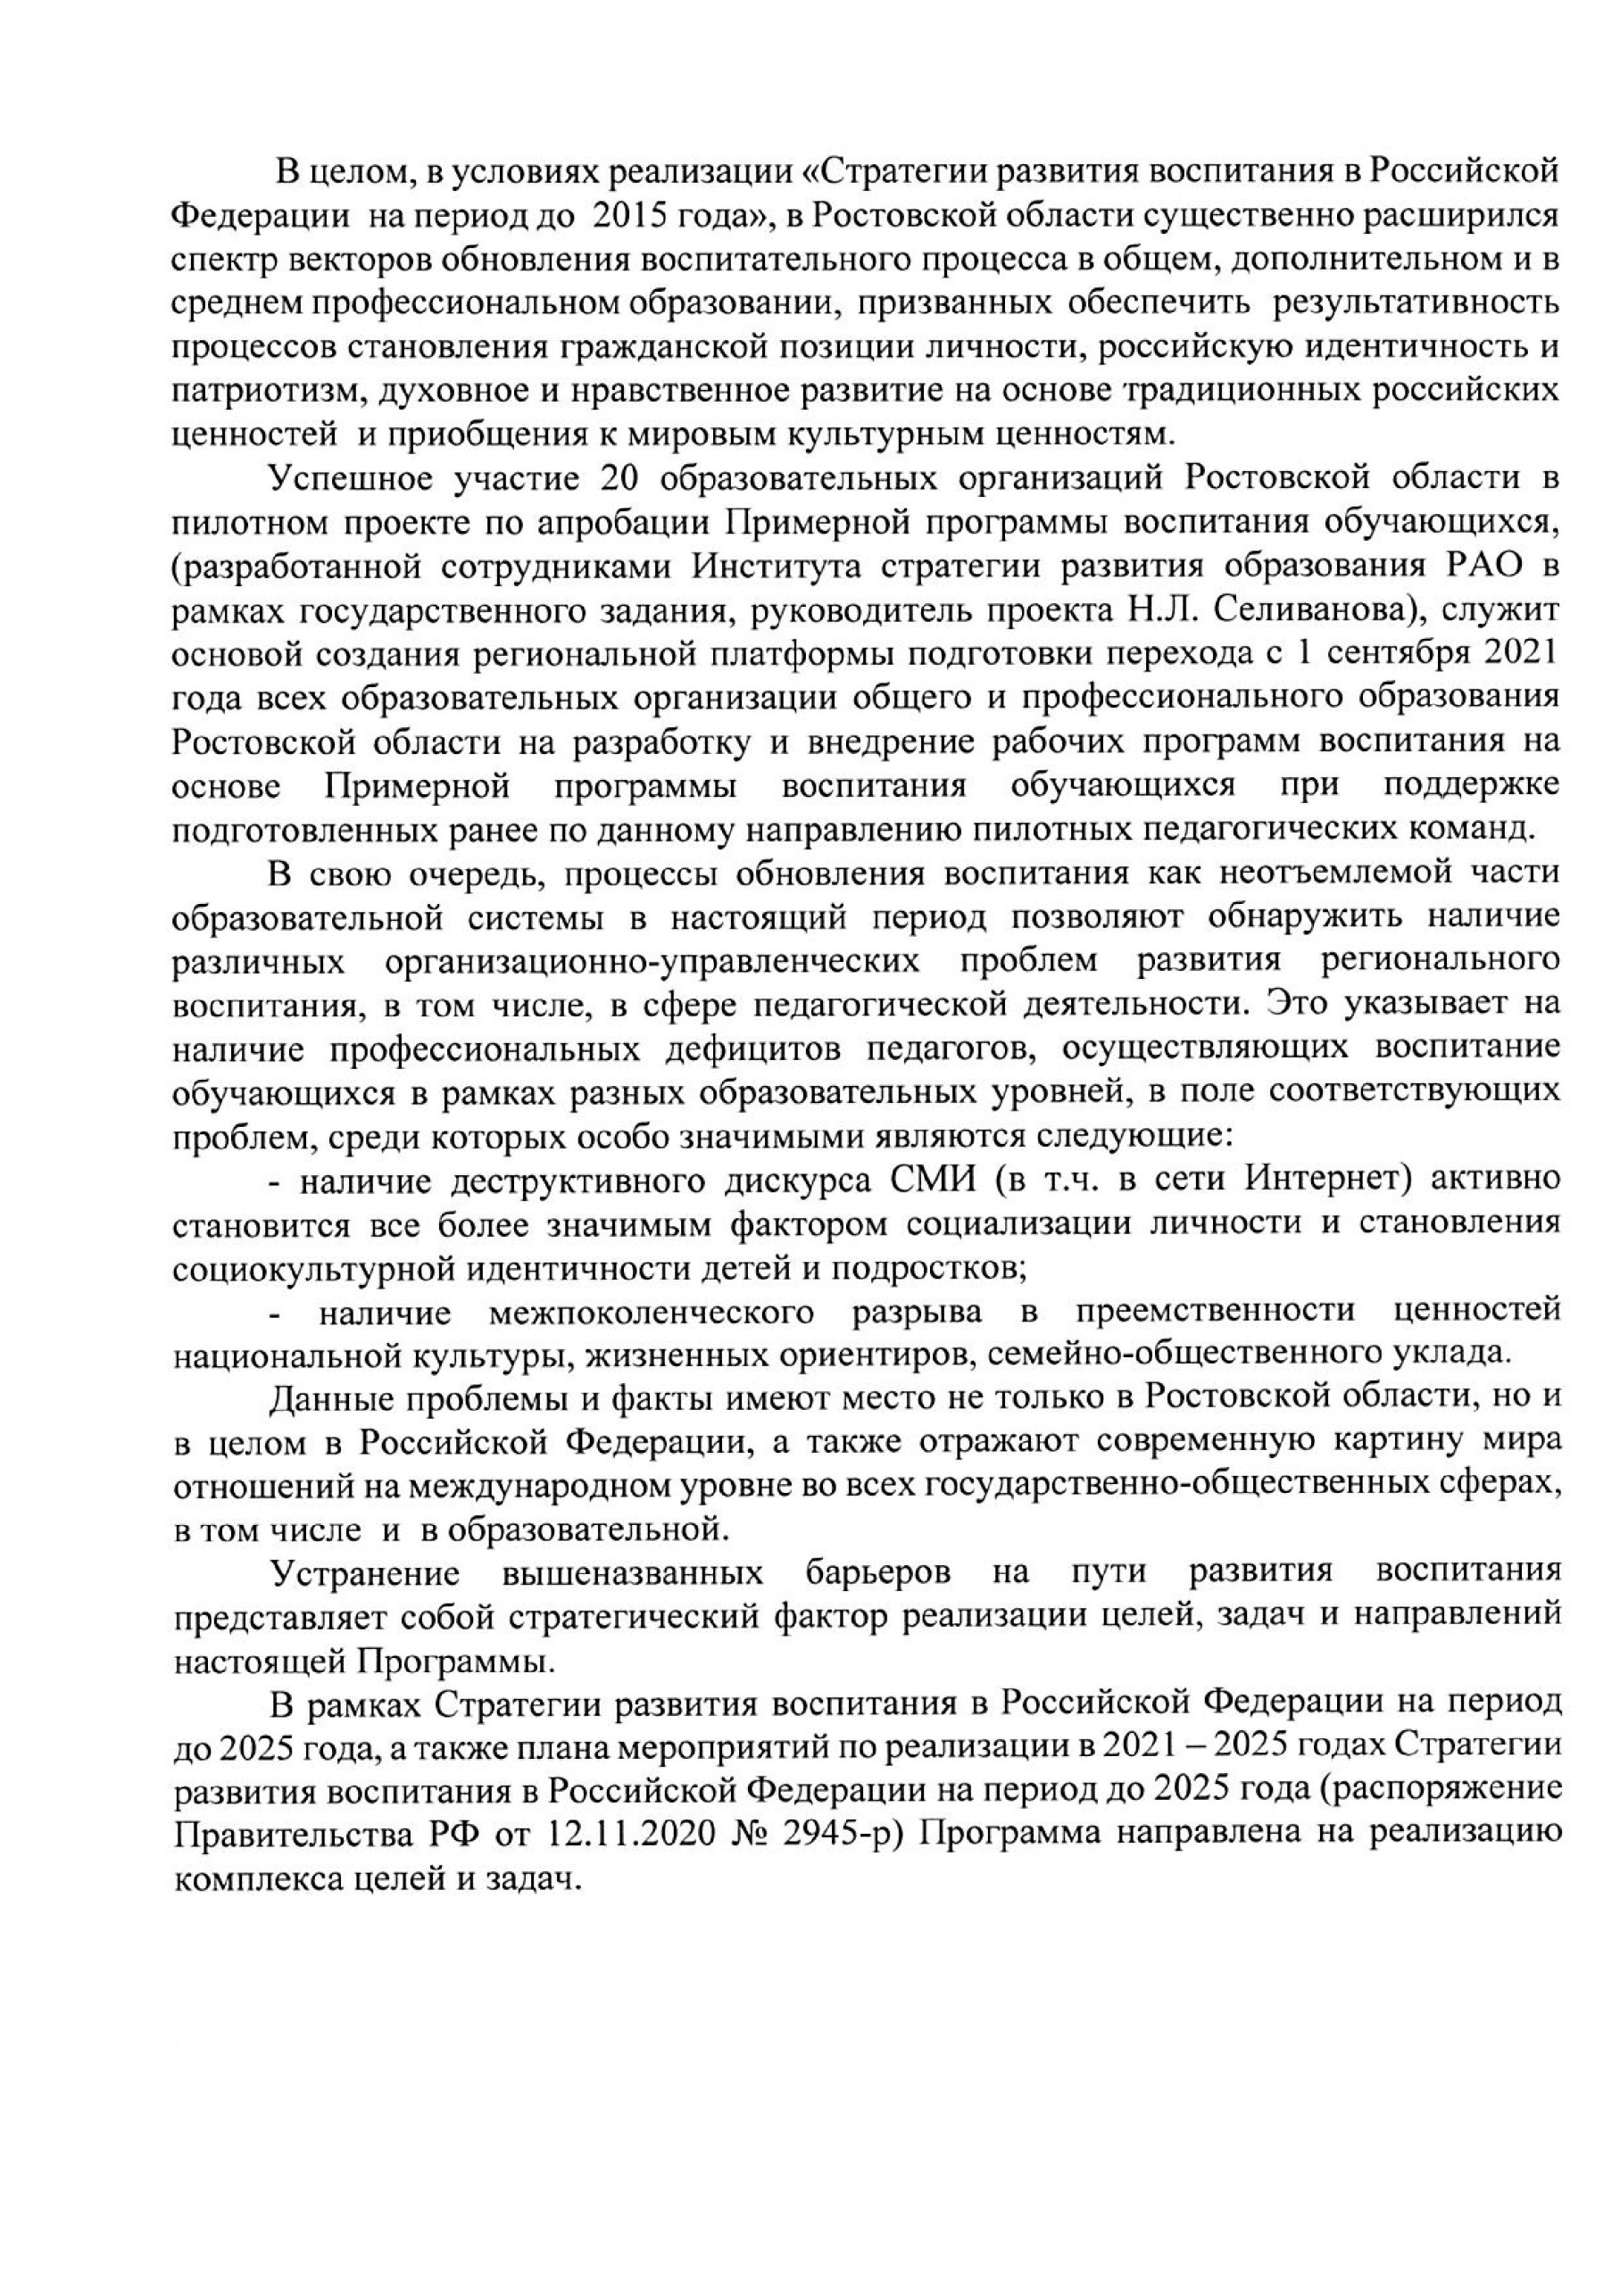 В целом, в условиях реализации «Стратегии развития воспитания в Российской
Федерации на период до 2015 года», в Ростовской области существенно расширился
спектр векторов обновления воспитательного процесса в общем, дополнительном и в
среднем профессиональном образовании, призванных обеспечить результативность
процессов становления гражданской позиции личности, российскую идентичность и
патриотизм, духовное и нравственное развитие на основе традиционных российских
ценностей и приобщения к мировым культурным ценностям.
Успешное участие 20 образовательных организаций Ростовской области в
пилотном проекте по апробации Примерной программы воспитания обучающихся,
(разработанной сотрудниками Института стратегии развития образования РАО в
рамках государственного задания, руководитель проекта Н.Л. Селиванова), служит
основой создания региональной платформы подготовки перехода с 1 сентября 2021
года всех образовательных организации общего и профессионального образования
Ростовской области на разработку и внедрение рабочих программ воспитания на
основе Примерной программы воспитания обучающихся при поддержке
подготовленных ранее по данному направлению пилотных педагогических команд.
В свою очередь, процессы обновления воспитания как неотъемлемой части
образовательной системы в настоящий период позволяют обнаружить наличие
различных организационно-управленческих проблем развития регионального
воспитания, в том числе, в сфере педагогической деятельности. Это указывает на
наличие профессиональных дефицитов педагогов, осуществляющих воспитание
обучающихся в рамках разных образовательных уровней, в поле соответствующих
проблем, среди которых особо значимыми являются следующие:
- наличие деструктивного дискурса СМИ (в т.ч. в сети Интернет) активно
становится все более значимым фактором социализации личности и становления
социокультурной идентичности детей и подростков;
- наличие межпоколенческого разрыва в преемственности ценностей
национальной культуры, жизненных ориентиров, семейно-общественного уклада.
Данные проблемы и факты имеют место не только в Ростовской области, но и
в целом в Российской Федерации, а также отражают современную картину мира
отношений на международном уровне во всех государственно-общественных сферах,
в том числе и в образовательной.
Устранение вышеназванных барьеров на пути развития воспитания
представляет собой стратегический фактор реализации целей, задач и направлений
настоящей Программы.
В рамках Стратегии развития воспитания в Российской Федерации на период
до 2025 года, а также плана мероприятий по реализации в 2021 – 2025 годах Стратегии
развития воспитания в Российской Федерации на период до 2025 года (распоряжение
Правительства РФ от 12.11.2020 № 2945-р) Программа направлена на реализацию
комплекса целей и задач.